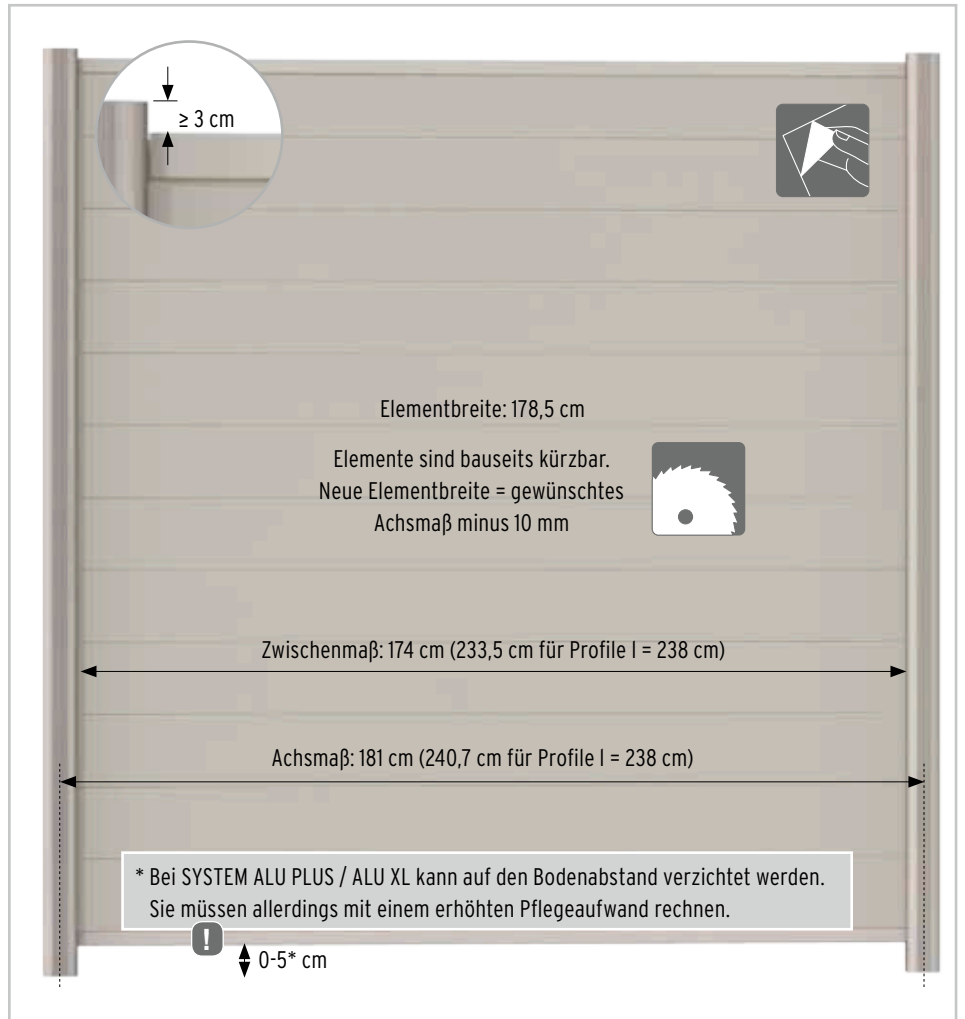 ≥ 3 cm
Elementbreite: 178,5 cm
Elemente sind bauseits kürzbar.
Neue Elementbreite = gewünschtes
Achsmaß minus 10 mm
Zwischenmaß: 174 cm (233,5 cm für Profile l = 238 cm)
Achsmaß: 181 cm (240,7 cm für Profile l = 238 cm)
* Bei SYSTEM ALU PLUS / ALU XL kann auf den Bodenabstand verzichtet werden.
Sie müssen allerdings mit einem erhöhten Pflegeaufwand rechnen.
!
0-5* cm